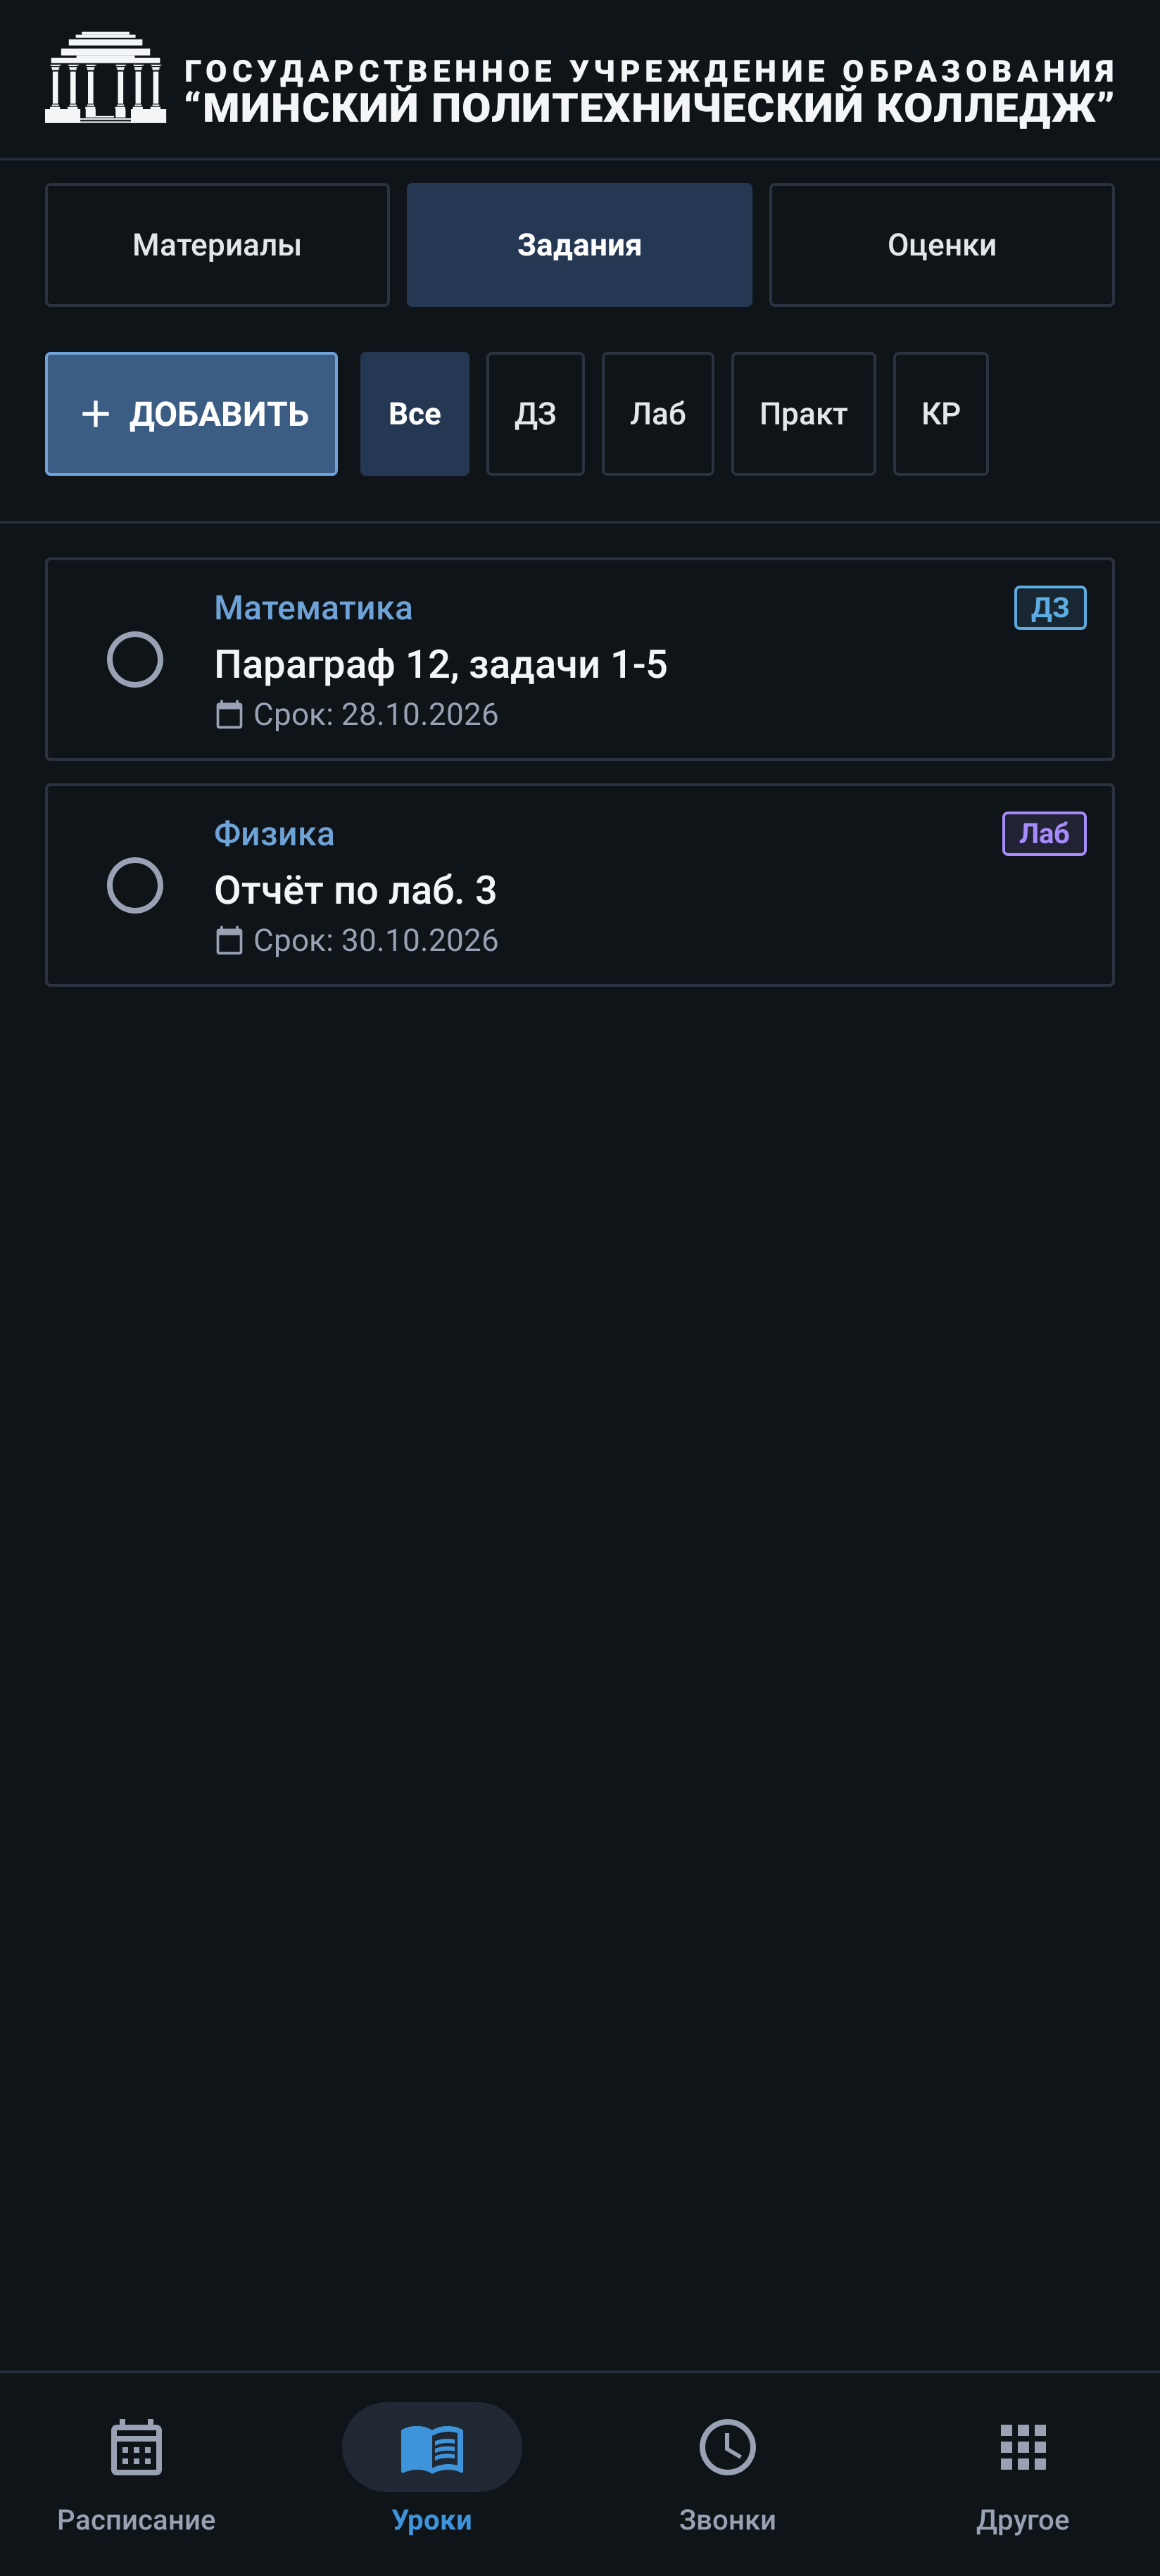 ГОСУДАРСТВЕННОЕ УЧРЕЖДЕНИЕ ОБРАЗОВАНИЯ
“МИНСКИЙ ПОЛИТЕХНИЧЕСКИЙ КОЛЛЕДЖ”
Материалы Задания Оценки
+ ДОБАВИТЬ Все ДЗ Лаб Практ КР
Математика ДЗ
Параграф 12, задачи 1-5
Срок: 28.10.2026
Физика Лаб
Отчёт по лаб. 3
Срок: 30.10.2026
Расписание Уроки Звонки Другое